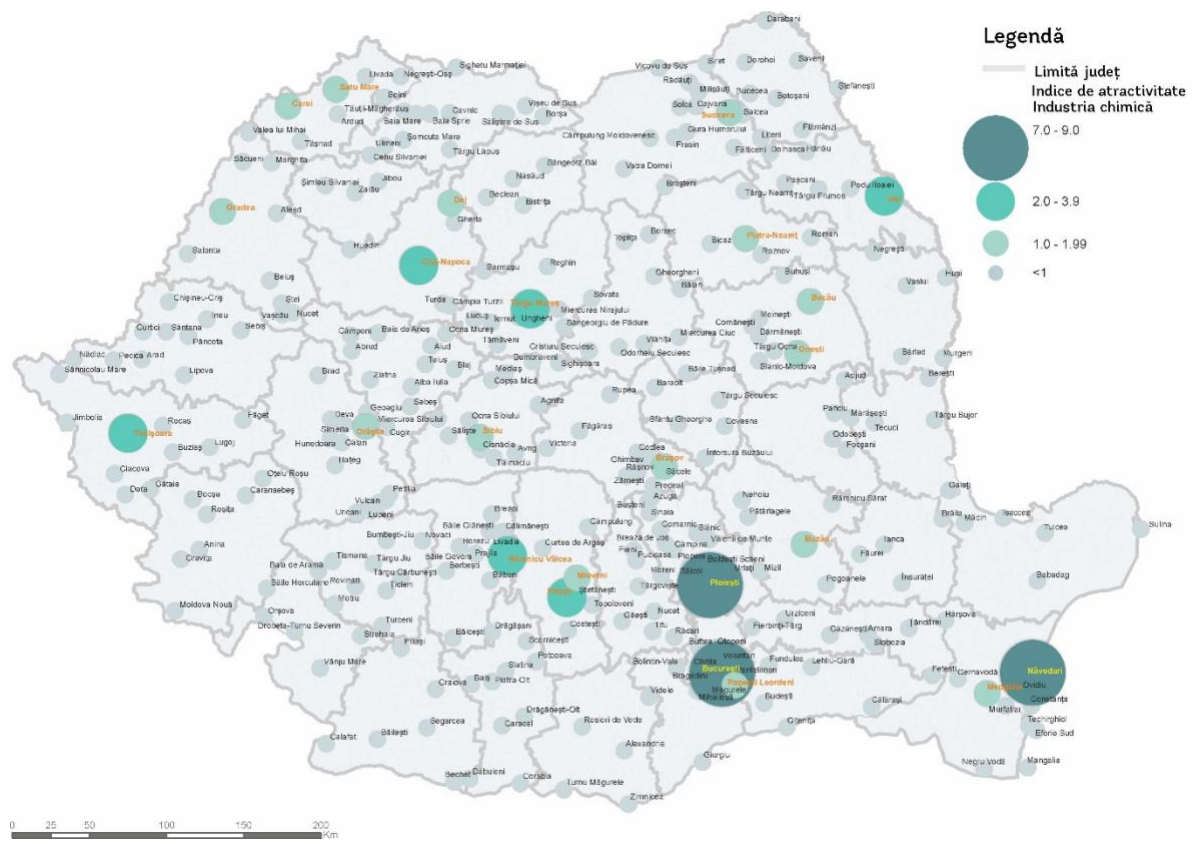 Legendă
Limită județ
Indice de atractivitate
Industria chimică
7.0 - 9.0
2.0 - 3.9
1.0 - 1.99
<1
Darabani
Vicovu de Sus
Siret
Dorohoi
Saveni
Sighetu Marmației
Livada
Negrești-Oaș
Satu Mare
Rădăuți
Milișăuți
Bucecea
Botoșani
Ștefănești
Carei
Seini
Vișeu de Sus
Borșa
Solca
Cajvana
Suceava
Salcea
Tăuții-Măgherăuș
Cavnic
Ardud
Baia Mare
Baia Sprie
Săliștea de Sus
Valea lui Mihai
Tășnad
Ulmeni
Șomcuta Mare
Câmpulung Moldovenesc
Gura Humorului
Liteni
Flămânzi
Săcueni
Marghita
Cehu Silvaniei
Târgu Lăpuș
Frasin
Fălticeni
Dolhasca
Hârlău
Sângeorz Băi
Vatra Dornei
Șimleu Silvaniei
Jibou
Zalău
Năsăud
Broșteni
Pașcani
Podu Iloaiei
Iași
Oradea
Aleșd
Dej
Beclean
Bistrița
Târgu Neamț
Târgu Frumos
Gherla
Salonta
Huedin
Cluj-Napoca
Toplița
Borsec
Bicaz
Piatra-Neamț
Roman
Roznov
Negrești
Beiuș
Sărmașu
Reghin
Gheorgheni
Bălan
Buhuși
Vaslui
Huși
Chișineu-Criș
Ștei
Vașcău
Nucet
Turda
Câmpia Turzii
Târgu Mureș
Sovata
Miercurea Nirajului
Bacău
Ineu
Luduș
Iernut
Ungheni
Sângeorgiu de Pădure
Moinești
Comănești
Dărmănești
Curtici
Sântana
Sebiș
Pâncota
Câmpeni
Baia de Arieș
Ocna Mureș
Târnăveni
Cristuru Secuiesc
Vlăhița
Miercurea Ciuc
Abrud
Aiud
Odorheiu Secuiesc
Târgu Ocna
Onești
Nădlac
Pecica
Arad
Teiuș
Blaj
Dumbrăveni
Sighișoara
Slănic-Moldova
Bârlad
Murgeni
Sânnicolau Mare
Lipova
Brad
Zlatna
Mediaș
Copșa Mică
Băile Tușnad
Adjud
Berești
Alba Iulia
Rupea
Baraolt
Târgu Secuiesc
Jimbolia
Timișoara
Recaș
Făget
Deva
Geoagiu
Sebeș
Miercurea Sibiului
Ocna Sibiului
Agnita
Sfântu Gheorghe
Covasna
Panciu
Mărășești
Târgu Bujor
Tecuci
Simeria
Orăștie
Cugir
Săliște
Sibiu
Făgăraș
Odobești
Focșani
Buziaș
Lugoj
Hunedoara
Călan
Cisnădie
Avrig
Victoria
Codlea
Brașov
Întorsura Buzăului
Hațeg
Tălmaciu
Ghimbav
Râșnov
Săcele
Ciacova
Zărnești
Predeal
Deta
Gătaia
Oțelu Roșu
Petrila
Azuga
Nehoiu
Râmnicu Sărat
Galați
Bocșa
Caransebeș
Vulcan
Bușteni
Sinaia
Pătârlagele
Reșița
Uricani
Lupeni
Brezoi
Câmpulung
Comarnic
Slănic
Brăila
Măcin
Isaccea
Tulcea
Sulina
Bumbești-Jiu
Novaci
Băile Olănești
Călimănești
Breaza de Jos
Vălenii de Munte
Buzău
Ianca
Anina
Horezu
Livada
Curtea de Argeș
Fieni
Pucioasa
Câmpina
Făurei
Oravița
Tismana
Târgu Jiu
Băile Govora
Râmnicu Vâlcea
Plopeni
Boldești Scăeni
Baia de Aramă
Târgu Cărbunești
Berbești
Moreni
Băicoi
Urlați
Mizil
Pogoanele
Însurăței
Babadag
Băile Herculane
Rovinari
Țicleni
Băbeni
Mioveni
Târgoviște
Ploiești
Motru
Pitești
Ștefănești
Moldova Nouă
Orșova
Turceni
Topoloveni
Găești
Nucet
Titu
Urziceni
Țăndărei
Hârșova
Drobeta-Turnu Severin
Strehaia
Filiași
Bălcești
Drăgășani
Costești
Răcari
Fierbinți-Târg
Căzănești
Amara
Slobozia
Scornicești
Buftea
Otopeni
Potcoava
Vânju Mare
Slatina
Bolintin-Vale
Chitila
Voluntari
Pantelimon
Fundulea
Lehliu-Gară
Fetești
Cernavodă
Năvodari
București
Craiova
Balș
Piatra-Olt
Bragadiru
Popești Leordeni
Măgurele
Medgidia
Ovidiu
Videle
Mihăilești
Budești
Călărași
Murfatlar
Constanța
Techirghiol
Segarcea
Drăgănești-Olt
Caracal
Roșiori de Vede
Oltenița
Eforie Sud
Calafat
Băilești
Alexandria
Giurgiu
Negru Vodă
Mangalia
Bechet
Dăbuleni
Corabia
Turnu Măgurele
Zimnicea
0 25 50 100 150 200
Km